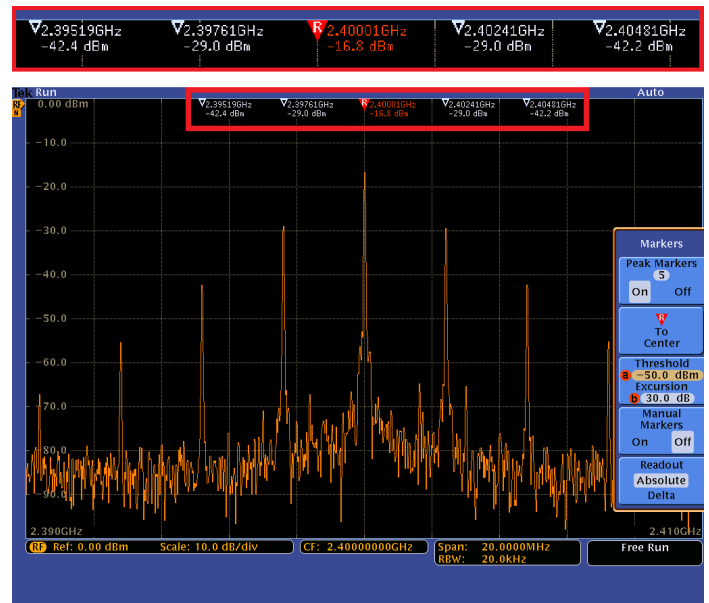 2.39519GHz 2.39761GHz R 2.40001GHz 2.40241GHz 2.40481GHz
-42.4 dBm -29.0 dBm -16.8 dBm -29.0 dBm -42.2 dBm
Tek Run Auto
RF 0.00 dBm
N
2.39519GHz 2.39761GHz R 2.40001GHz 2.40241GHz 2.40481GHz
-42.4 dBm -29.0 dBm -16.8 dBm -29.0 dBm -42.2 dBm
-10.0
-20.0
-30.0
-40.0
-50.0
-60.0
-70.0
-80.0
-90.0
2.390GHz 2.410GHz
Markers
Peak Markers
5
On Off
R
To
Center
Threshold
a -50.0 dBm
Excursion
b 30.0 dB
Manual
Markers
On Off
Readout
Absolute
Delta
RF Ref: 0.00 dBm Scale: 10.0 dB/div CF: 2.40000000GHz Span: 20.0000MHz Free Run
RBW: 20.0kHz